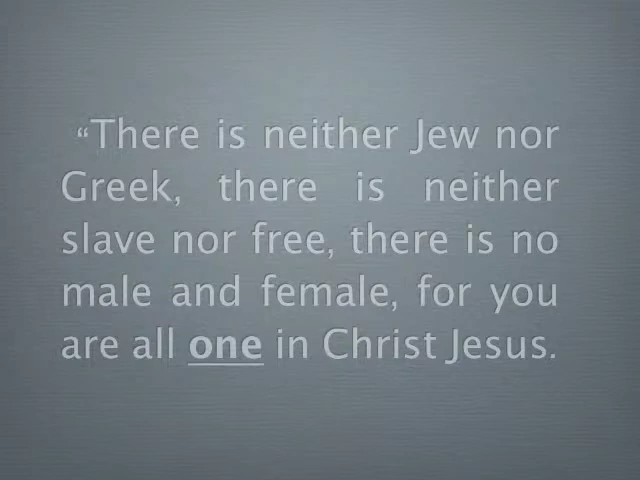 “There is neither Jew nor
Greek, there is neither
slave nor free, there is no
male and female, for you
are all one in Christ Jesus.